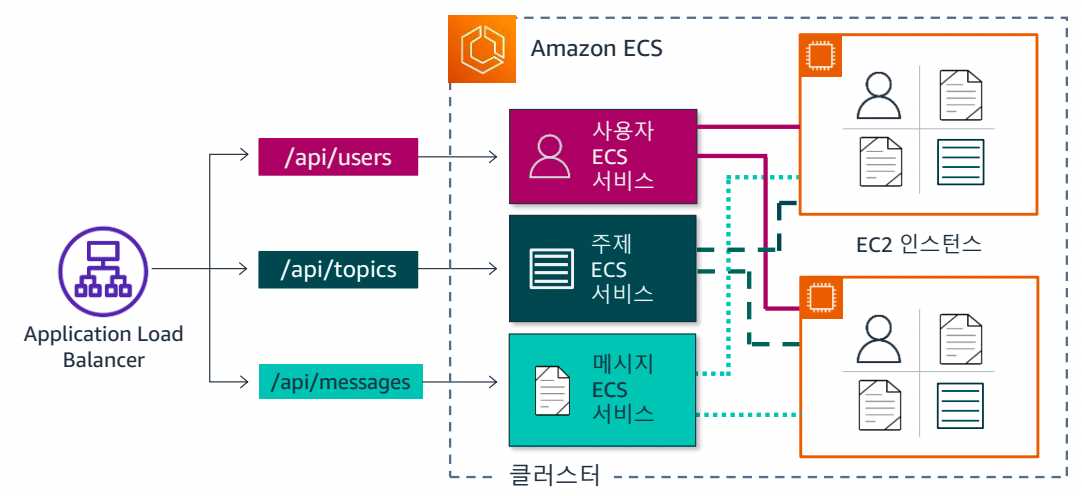 Amazon ECS
/api/users
사용자
ECS
서비스
/api/topics
주제
ECS
서비스
EC2 인스턴스
Application Load
Balancer
/api/messages
메시지
ECS
서비스
클러스터